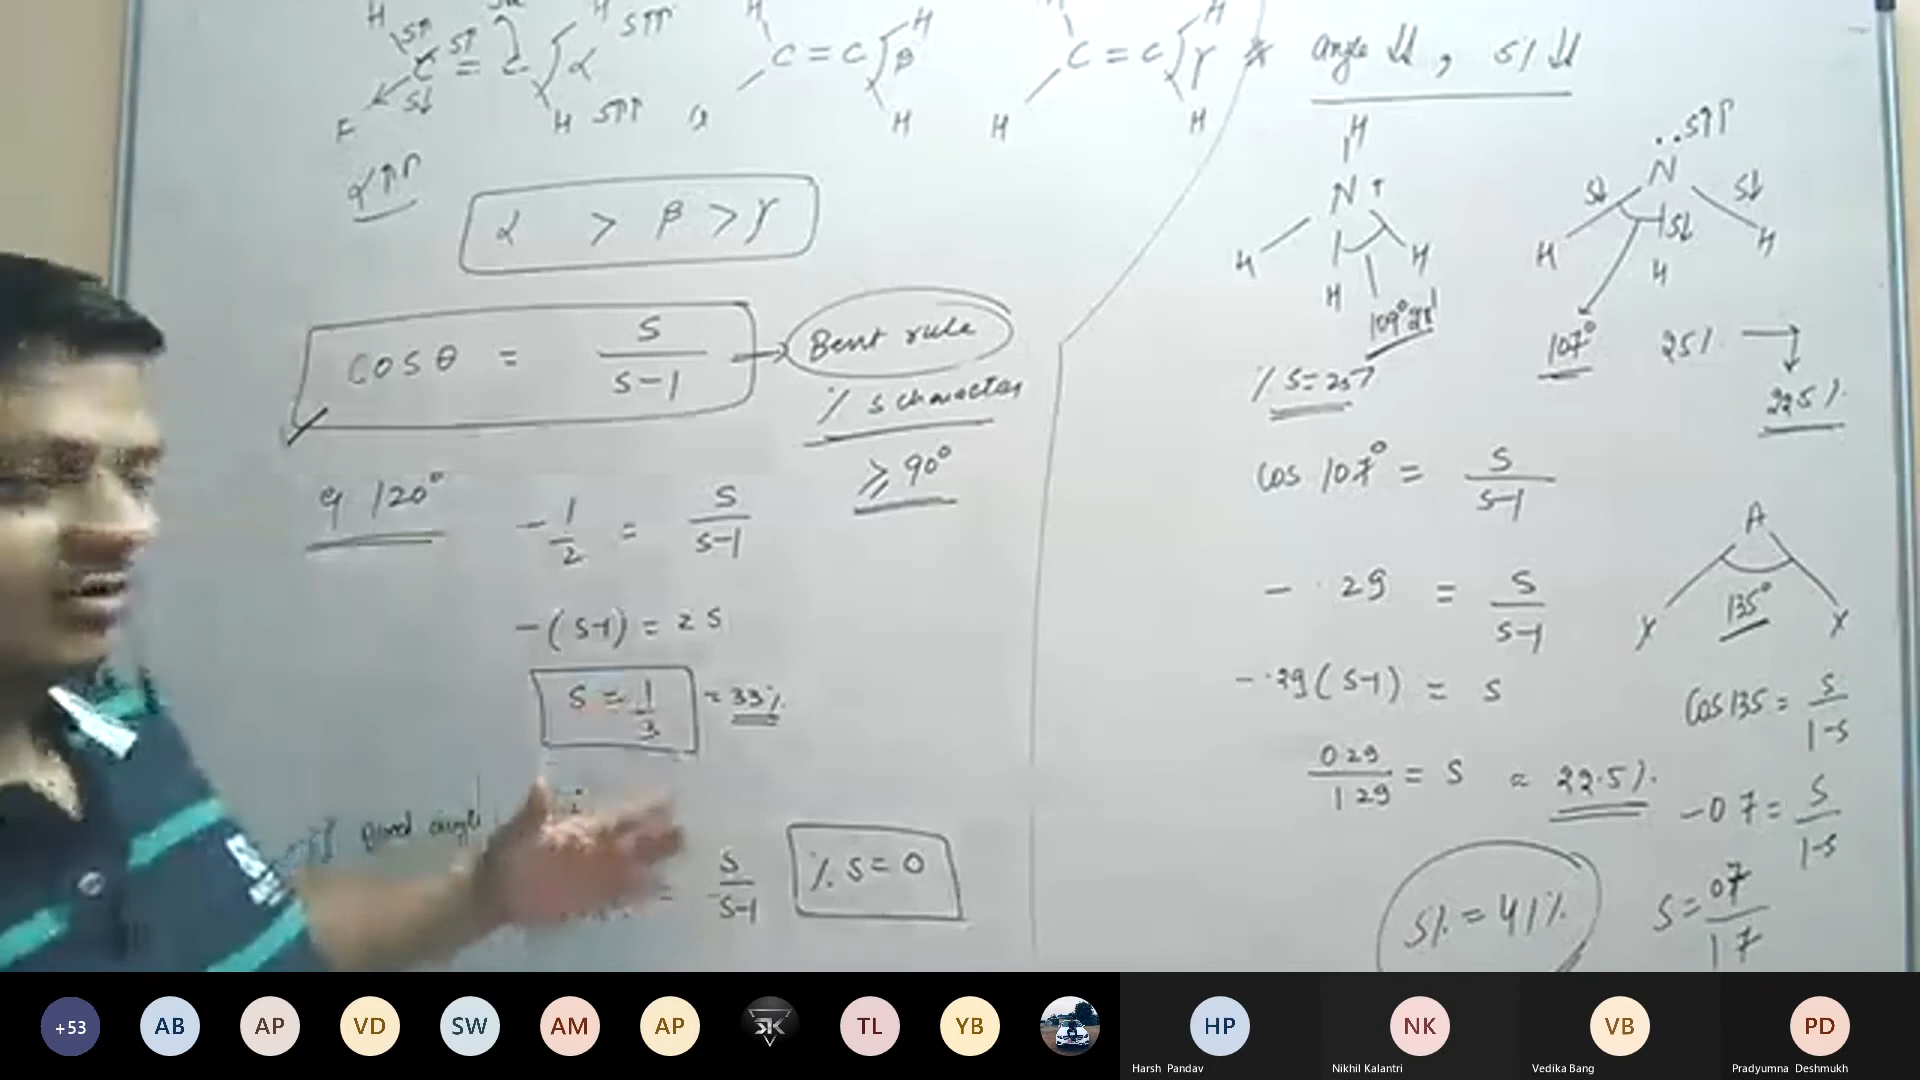 H S↑ S↑ C = C α H S↑↑
F S↓ H S↑↑ ,
C = C β H H
H C = C γ H H
α↑↑
α > β > γ
cos θ = s / s-1 → Bent rule
% s character
≥ 90°
120°
- 1/2 = s / s-1
-(s-1) = 2s
s = 1/3 = 33%
Bond angle
= s / s-1
% s = 0
angle ↓↓ , s% ↓↓
H
N+
H H H
109°28'
.. S↑↑
N
S↓ S↓ S↓
H H H
107°
25% → 22.5%
cos 107° = s / s-1
- .29 = s / s-1
- .29(s-1) = s
0.29 / 1.29 = s = 22.5%
A
X 135° X
cos 135 = s / 1-s
-0.7 = s / 1-s
s = 0.7 / 1.7
s% = 41%
+53 AB AP VD SW AM AP SK TL YB HP NK VB PD
Harsh Pandav Nikhil Kalantri Vedika Bang Pradyumna Deshmukh